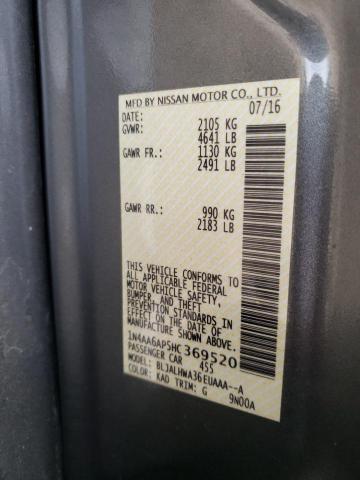 MFD BY NISSAN MOTOR CO., LTD.
DATE: 07/16
GVWR: 2105 KG
4641 LB
GAWR FR.: 1130 KG
2491 LB
GAWR RR.: 990 KG
2183 LB
THIS VEHICLE CONFORMS TO
ALL APPLICABLE FEDERAL
MOTOR VEHICLE SAFETY,
BUMPER, AND THEFT
PREVENTION STANDARDS IN
EFFECT ON THE DATE OF
MANUFACTURE SHOWN ABOVE.
1N4AA6AP5HC369520
PASSENGER CAR 455
MODEL: BLJALHWA36EUAAA--A
COLOR: KAD TRIM: G 9N00A